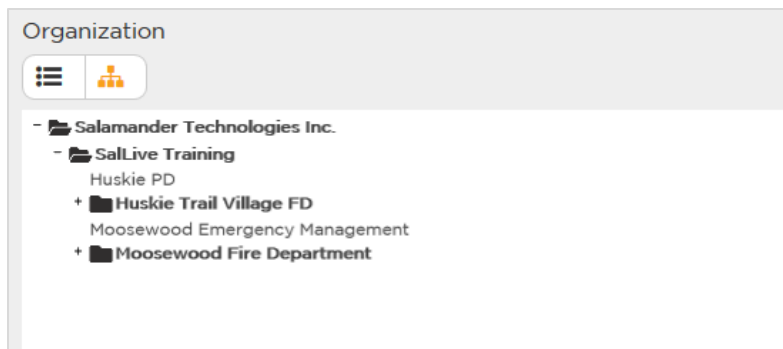 Organization
- Salamander Technologies Inc.
- SalLive Training
Huskie PD
+ Huskie Trail Village FD
Moosewood Emergency Management
+ Moosewood Fire Department